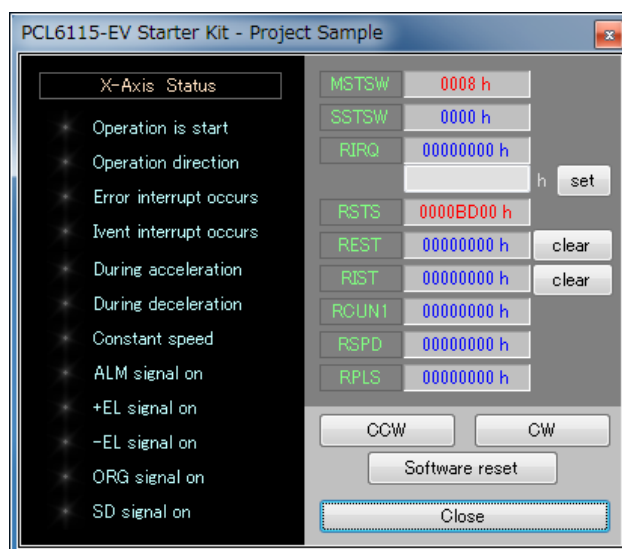 PCL6115-EV Starter Kit - Project Sample
X-Axis Status
Operation is start
Operation direction
Error interrupt occurs
Ivent interrupt occurs
During acceleration
During deceleration
Constant speed
ALM signal on
+EL signal on
-EL signal on
ORG signal on
SD signal on
MSTSW 0008 h
SSTSW 0000 h
RIRQ 00000000 h
h set
RSTS 0000BD00 h
REST 00000000 h clear
RIST 00000000 h clear
RCUN1 00000000 h
RSPD 00000000 h
RPLS 00000000 h
CCW CW
Software reset
Close